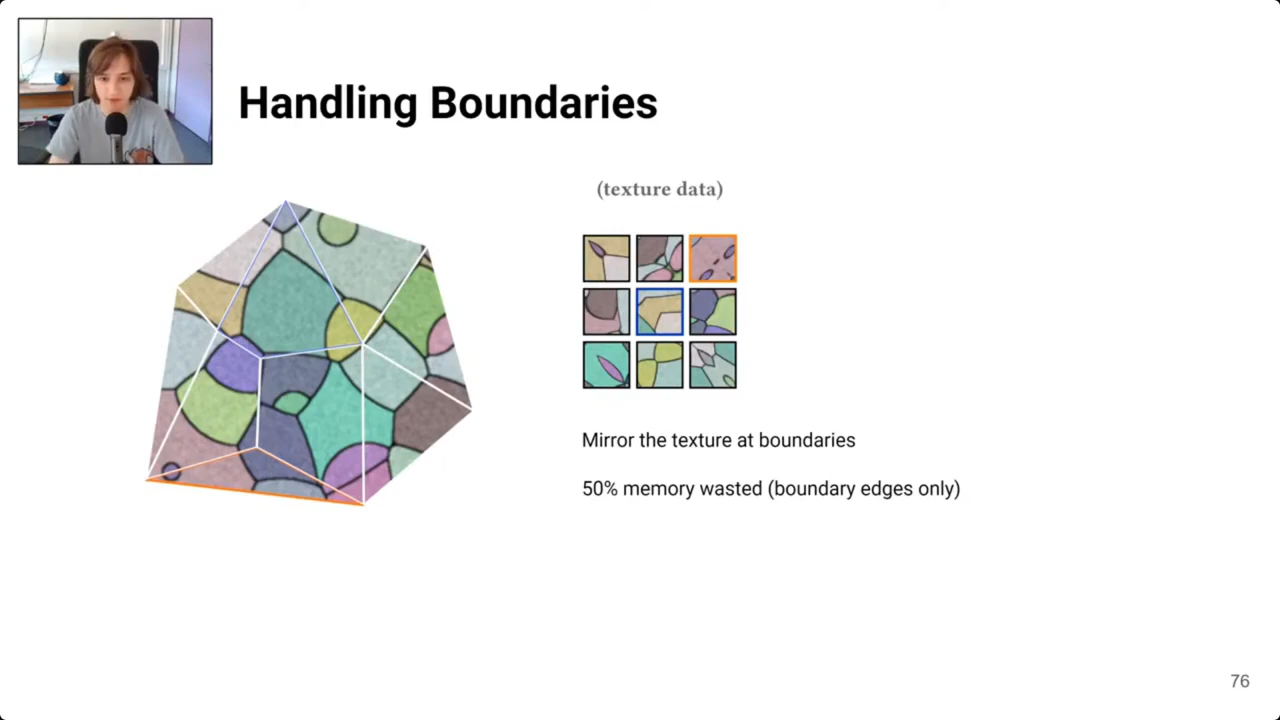 Handling Boundaries
(texture data)
Mirror the texture at boundaries
50% memory wasted (boundary edges only)
76